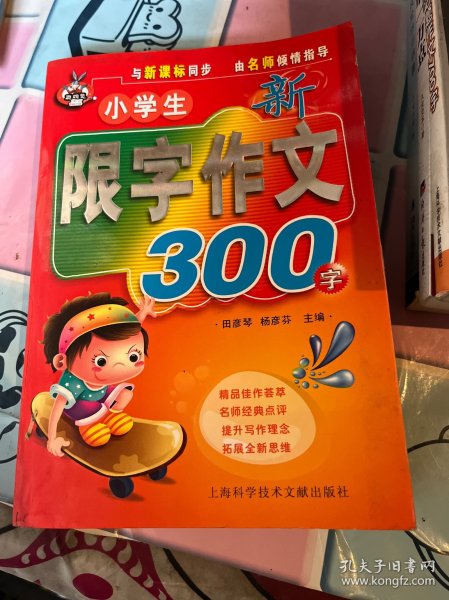 与新课标同步 由名师倾情指导
小学生
新
限字作文
300字
·田彦琴 杨彦芬 主编·
精品佳作荟萃
名师经典点评
提升写作理念
拓展全新思维
上海科学技术文献出版社
孔夫子旧书网
www.kongfz.com